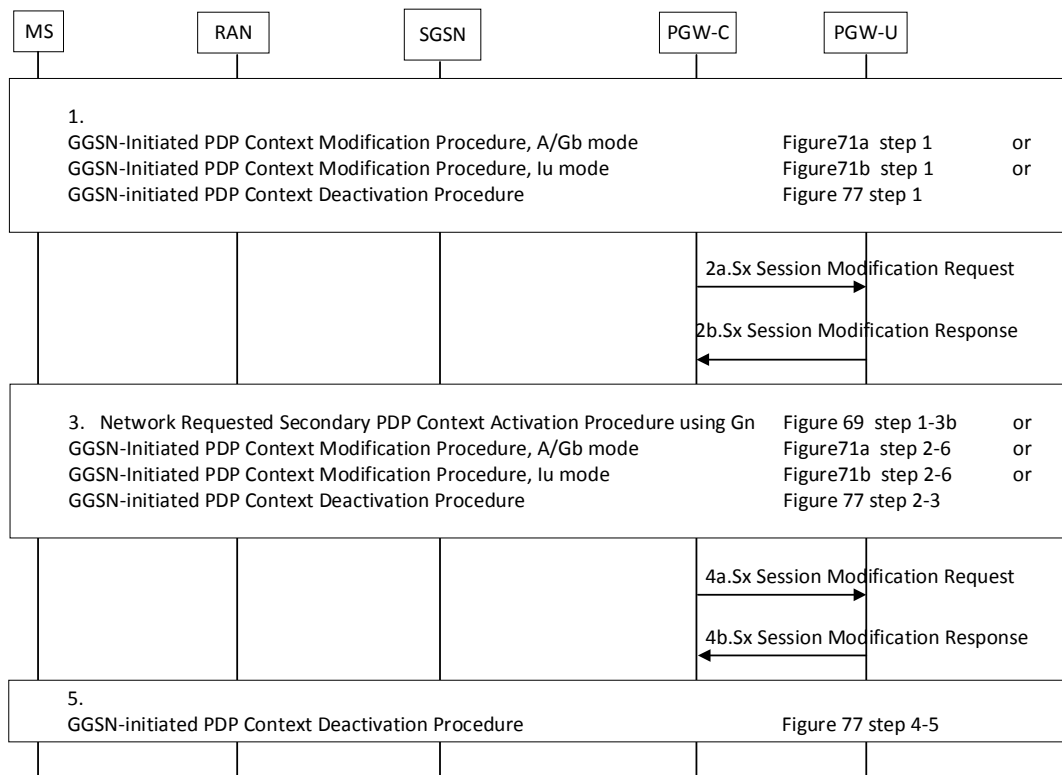 MS RAN SGSN PGW-C PGW-U
1.
GGSN-Initiated PDP Context Modification Procedure, A/Gb mode Figure71a step 1 or
GGSN-Initiated PDP Context Modification Procedure, Iu mode Figure71b step 1 or
GGSN-initiated PDP Context Deactivation Procedure Figure 77 step 1
2a.Sx Session Modification Request
2b.Sx Session Modification Response
3. Network Requested Secondary PDP Context Activation Procedure using Gn Figure 69 step 1-3b or
GGSN-Initiated PDP Context Modification Procedure, A/Gb mode Figure71a step 2-6 or
GGSN-Initiated PDP Context Modification Procedure, Iu mode Figure71b step 2-6 or
GGSN-initiated PDP Context Deactivation Procedure Figure 77 step 2-3
4a.Sx Session Modification Request
4b.Sx Session Modification Response
5.
GGSN-initiated PDP Context Deactivation Procedure Figure 77 step 4-5